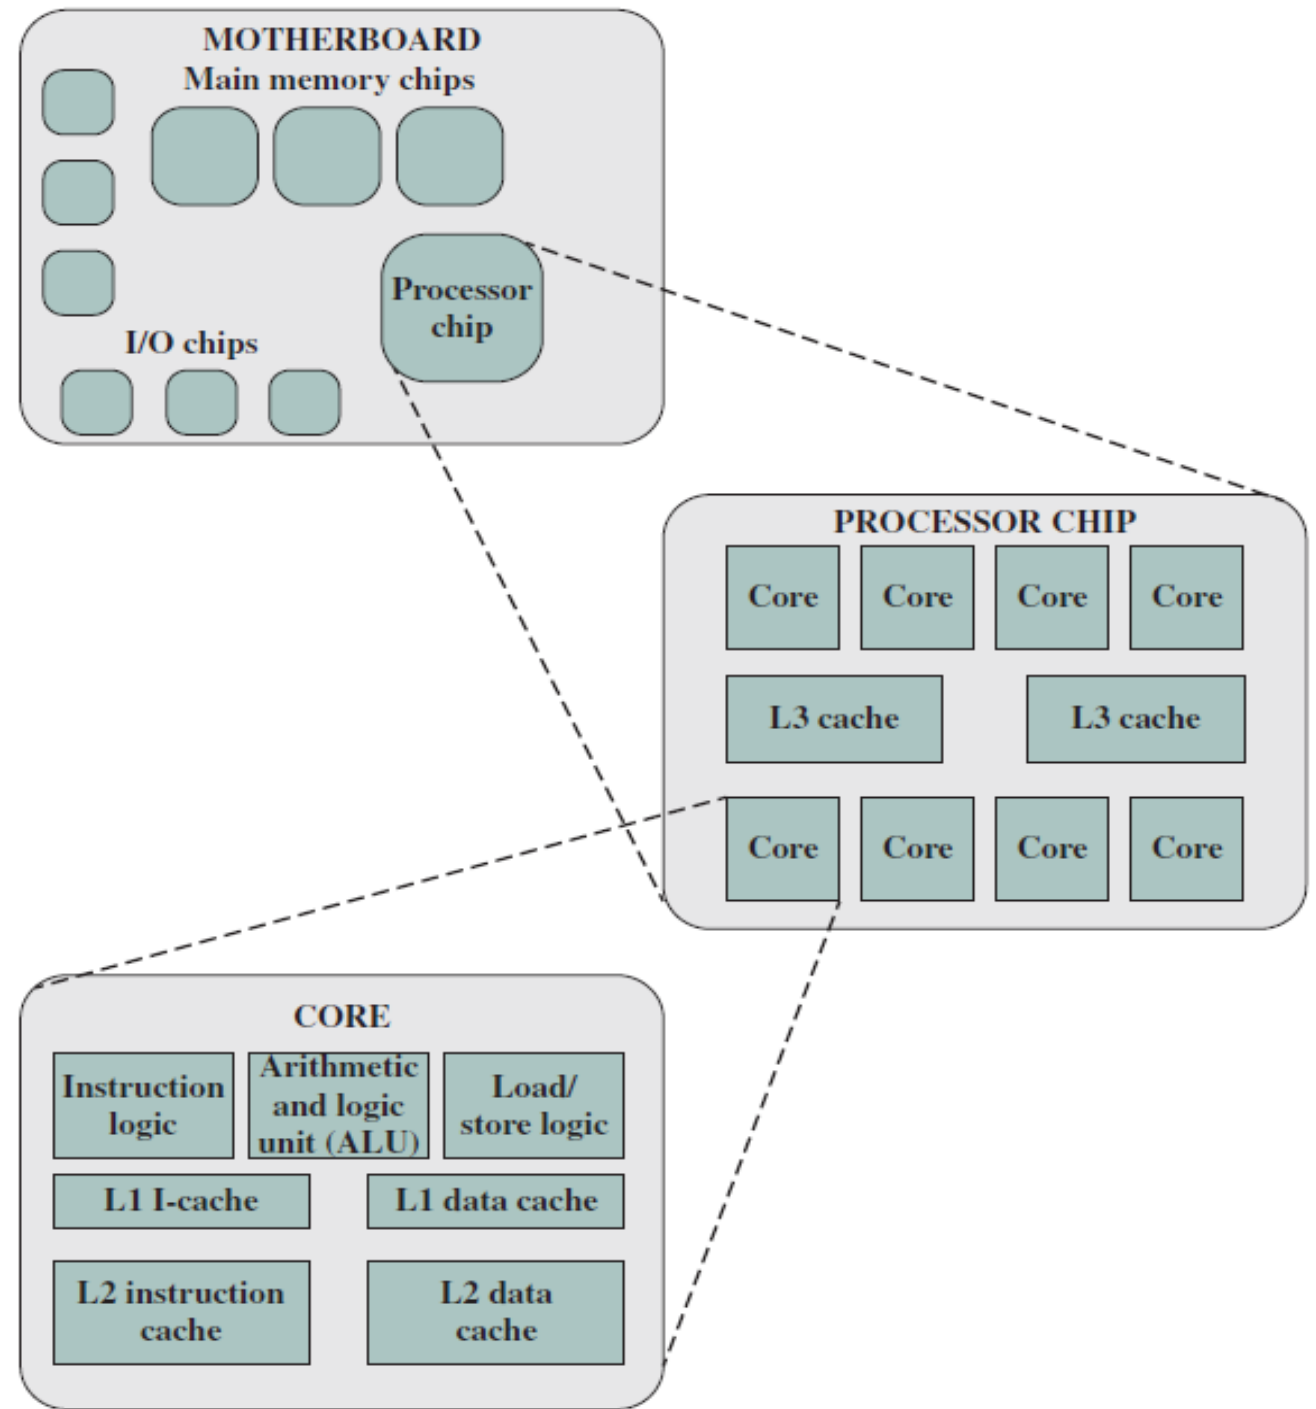 MOTHERBOARD
Main memory chips
Processor
chip
I/O chips
PROCESSOR CHIP
Core Core Core Core
L3 cache L3 cache
Core Core Core Core
CORE
Instruction
logic
Arithmetic
and logic
unit (ALU)
Load/
store logic
L1 I-cache L1 data cache
L2 instruction
cache
L2 data
cache